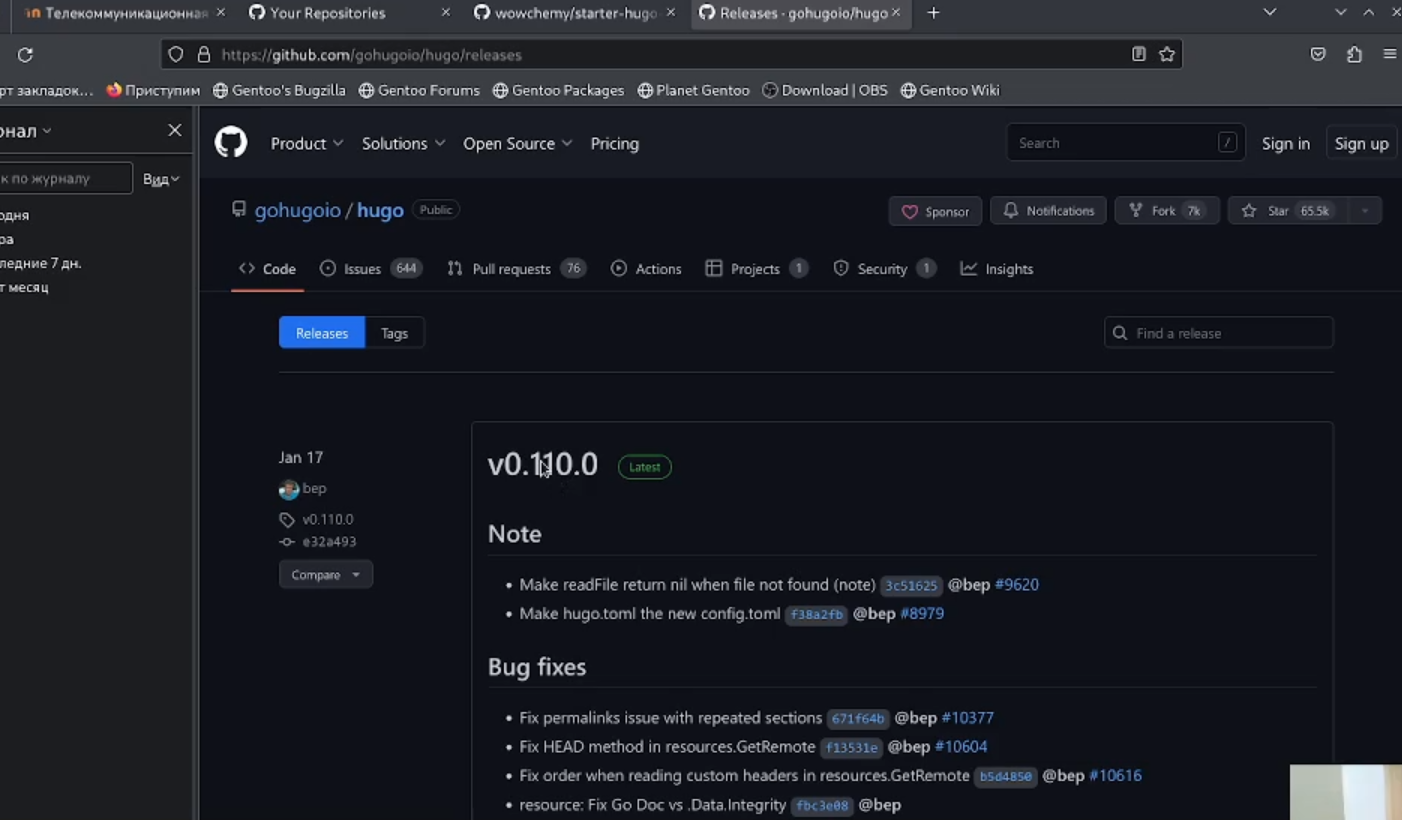 Телекоммуникационная
Your Repositories
wowchemy/starter-hugo
Releases · gohugoio/hugo
https://github.com/gohugoio/hugo/releases
рт закладок...
Приступим
Gentoo's Bugzilla
Gentoo Forums
Gentoo Packages
Planet Gentoo
Download | OBS
Gentoo Wiki
онал
к по журналу
Вид
одня
ра
ледние 7 дн.
т месяц
Product
Solutions
Open Source
Pricing
Search /
Sign in
Sign up
gohugoio / hugo Public
Sponsor
Notifications
Fork 7k
Star 65.5k
Code
Issues 644
Pull requests 76
Actions
Projects 1
Security 1
Insights
Releases
Tags
Find a release
Jan 17
bep
v0.110.0
e32a493
Compare
v0.110.0 Latest
Note
• Make readFile return nil when file not found (note) 3c51625 @bep #9620
• Make hugo.toml the new config.toml f38a2fb @bep #8979
Bug fixes
• Fix permalinks issue with repeated sections 671f64b @bep #10377
• Fix HEAD method in resources.GetRemote f13531e @bep #10604
• Fix order when reading custom headers in resources.GetRemote b5d4850 @bep #10616
• resource: Fix Go Doc vs .Data.Integrity fbc3e08 @bep